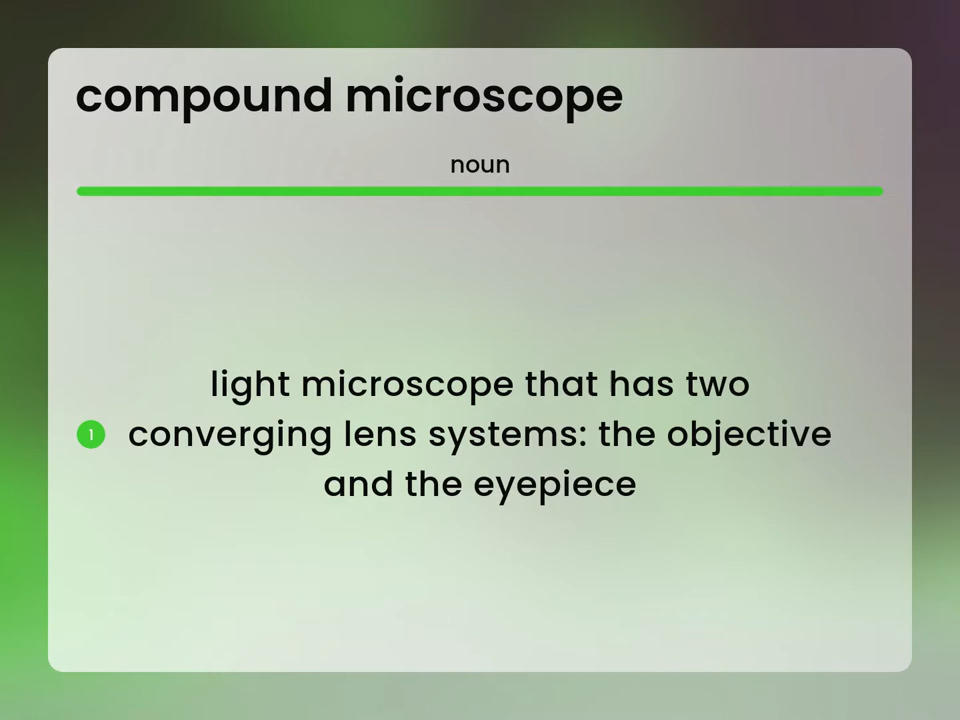 compound microscope
noun
light microscope that has two
1 converging lens systems: the objective
and the eyepiece